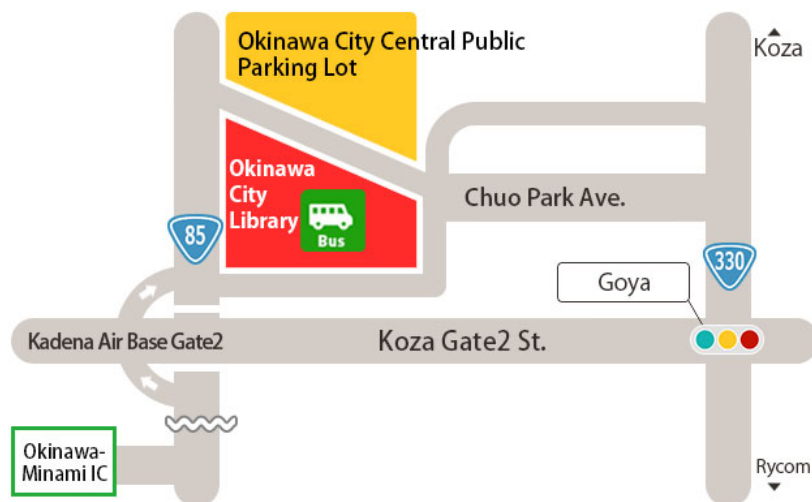 Okinawa City Central Public
Parking Lot
Koza
Okinawa
City
Library
Bus
Chuo Park Ave.
85
330
Goya
Kadena Air Base Gate2
Koza Gate2 St.
Okinawa-
Minami IC
Rycom